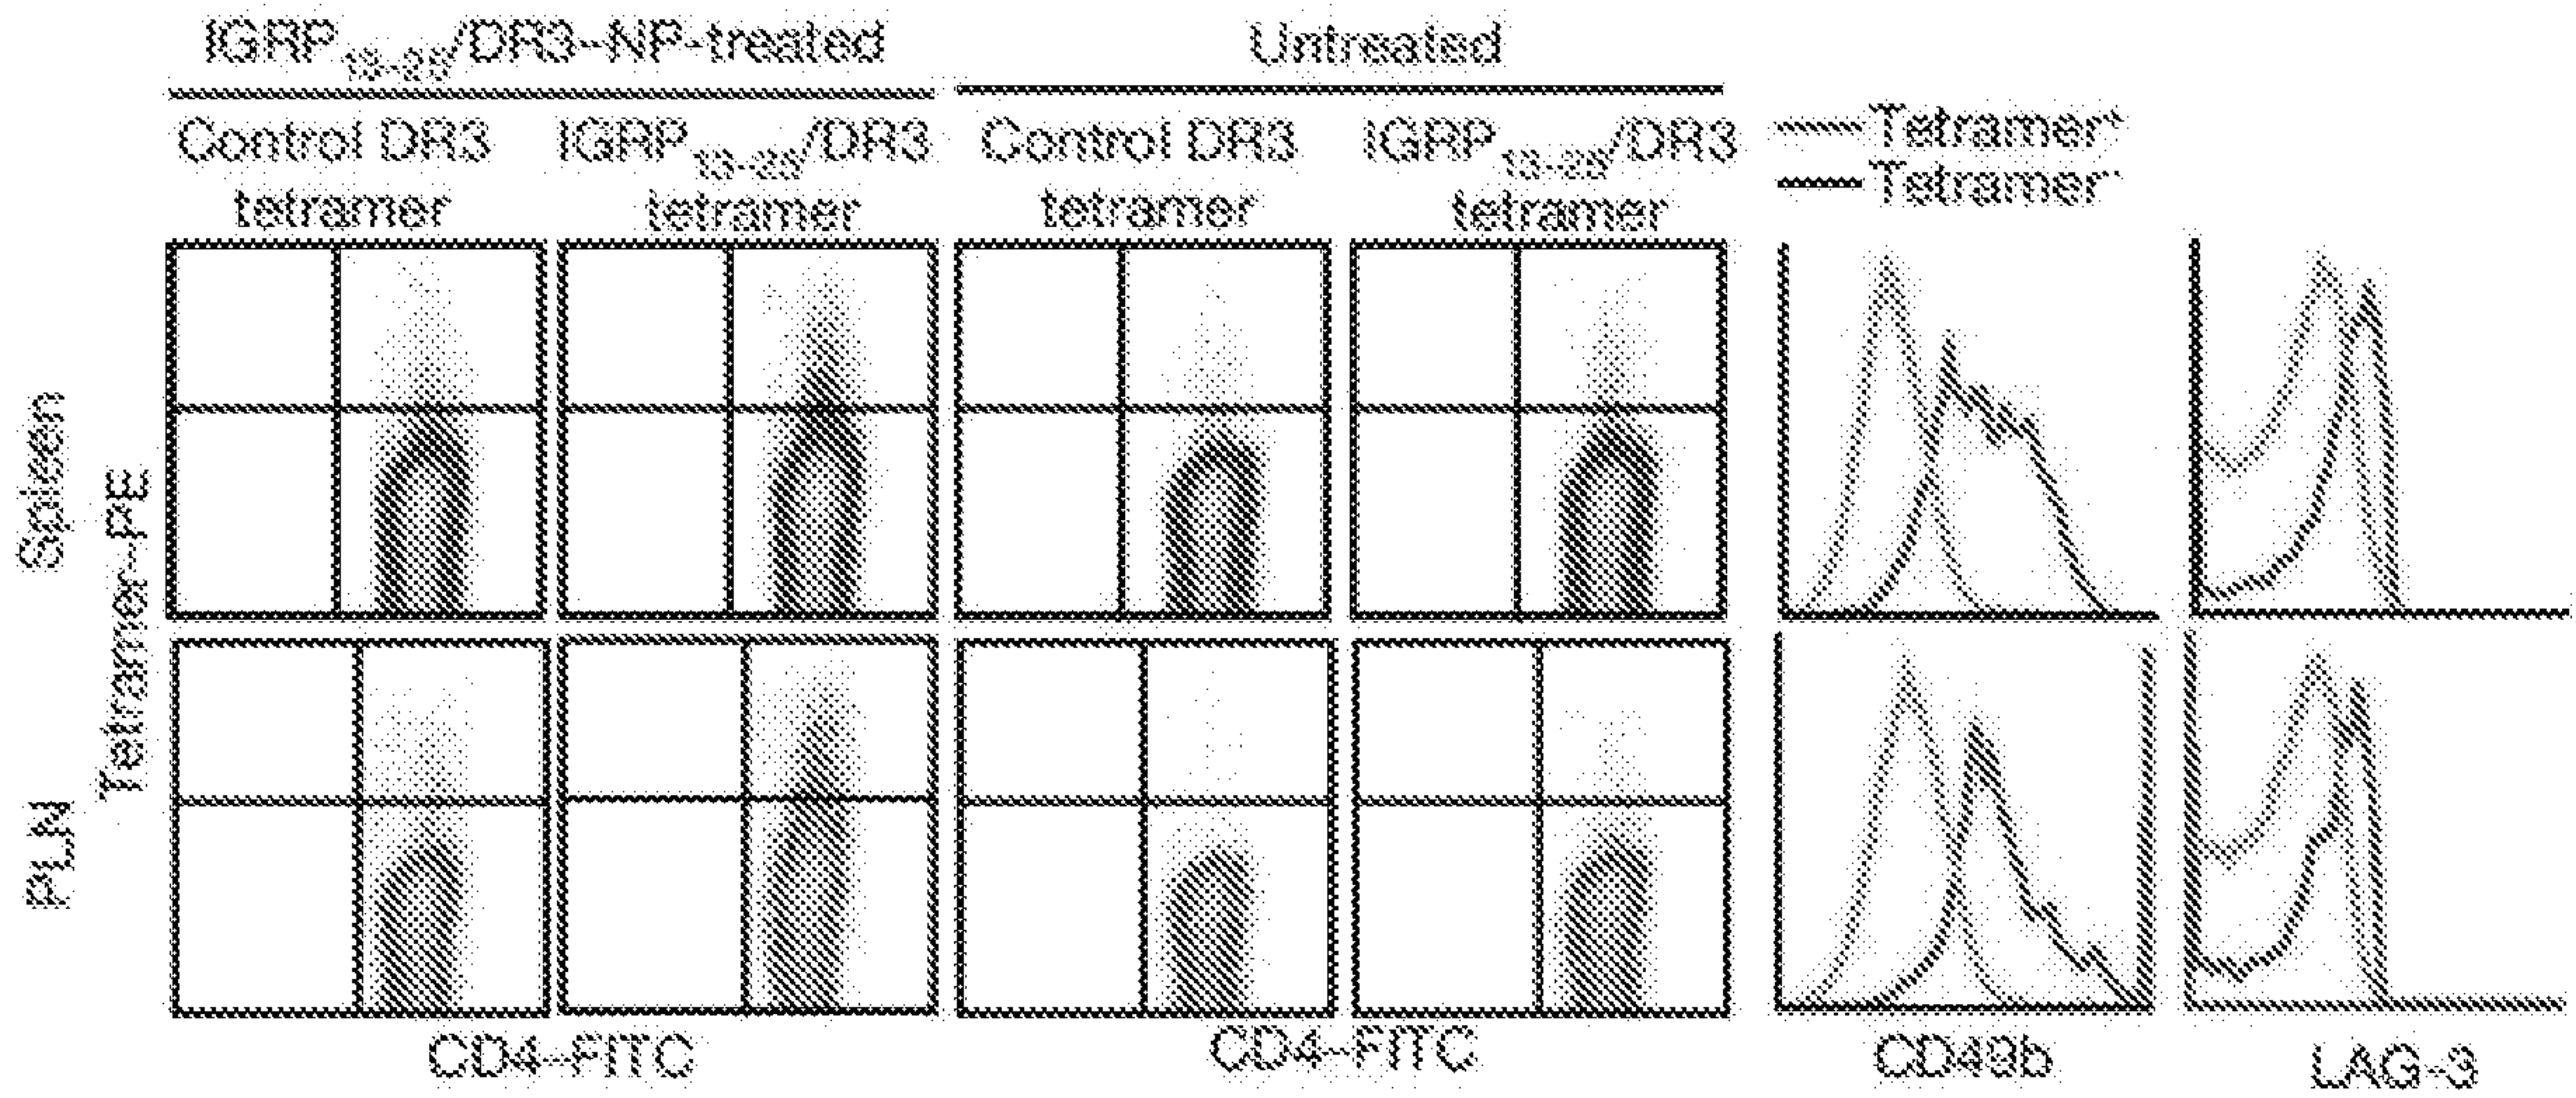 IGRP13-25/DR3-NP-treated
Untreated
Control DR3 tetramer
IGRP13-25/DR3 tetramer
Control DR3 tetramer
IGRP13-25/DR3 tetramer
Tetramer+
Tetramer-
Spleen
PLN
Tetramer-PE
CD4-FITC
CD4-FITC
CD49b
LAG-3